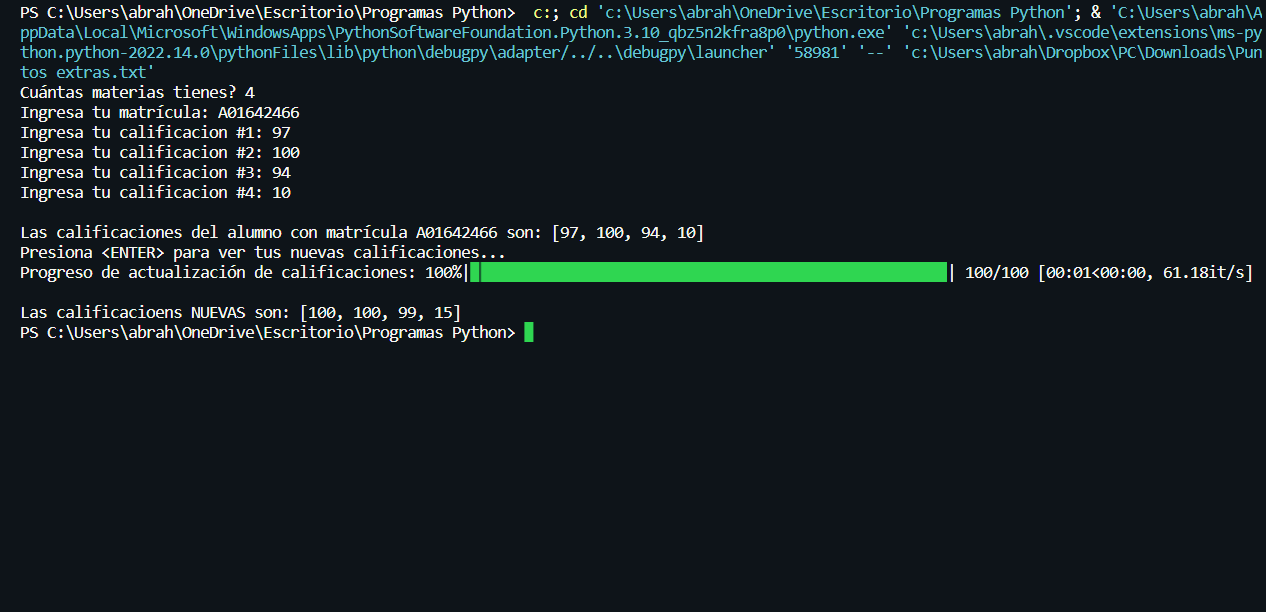 PS C:\Users\abrah\OneDrive\Escritorio\Programas Python>  c:; cd 'c:\Users\abrah\OneDrive\Escritorio\Programas Python'; & 'C:\Users\abrah\A
ppData\Local\Microsoft\WindowsApps\PythonSoftwareFoundation.Python.3.10_qbz5n2kfra8p0\python.exe' 'c:\Users\abrah\.vscode\extensions\ms-py
thon.python-2022.14.0\pythonFiles\lib\python\debugpy\adapter/../..\debugpy\launcher' '58981' '--' 'c:\Users\abrah\Dropbox\PC\Downloads\Pun
tos extras.txt'
Cuántas materias tienes? 4
Ingresa tu matrícula: A01642466
Ingresa tu calificacion #1: 97
Ingresa tu calificacion #2: 100
Ingresa tu calificacion #3: 94
Ingresa tu calificacion #4: 10
Las calificaciones del alumno con matrícula A01642466 son: [97, 100, 94, 10]
Presiona <ENTER> para ver tus nuevas calificaciones...
Progreso de actualización de calificaciones: 100%|| 100/100 [00:01<00:00, 61.18it/s]
Las calificacioens NUEVAS son: [100, 100, 99, 15]
PS C:\Users\abrah\OneDrive\Escritorio\Programas Python>